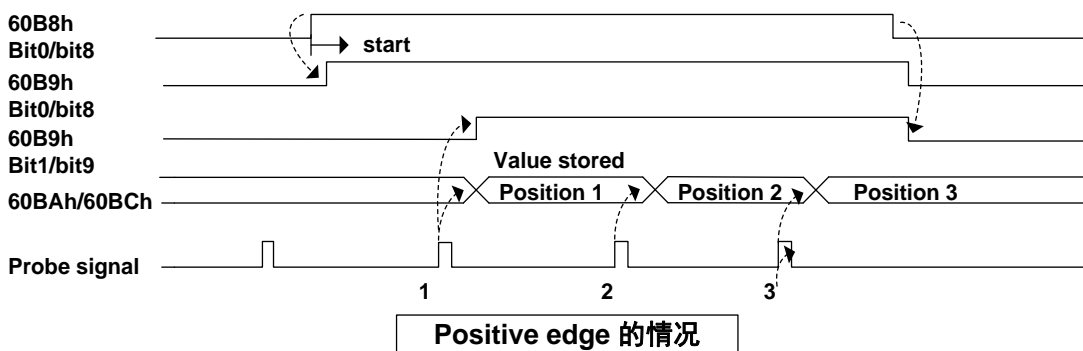 60B8h
Bit0/bit8
start
60B9h
Bit0/bit8
60B9h
Bit1/bit9
Value stored
60BAh/60BCh
Position 1
Position 2
Position 3
Probe signal
1
2
3
Positive edge 的情况